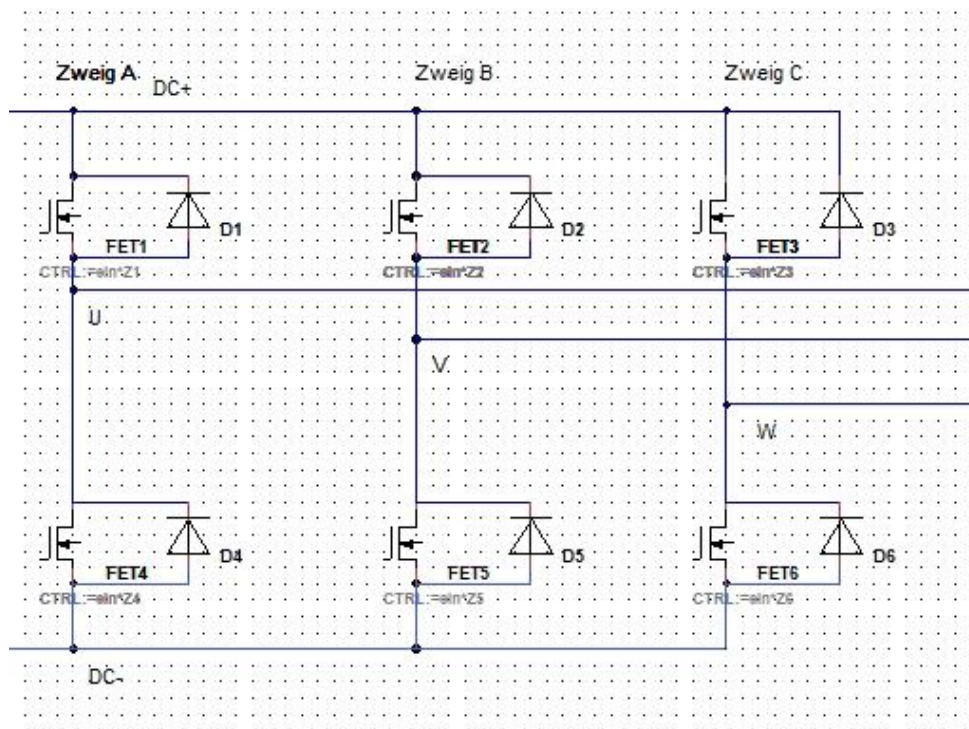 Zweig A
Zweig B
Zweig C
DC+
D1
D2
D3
FET1
FET2
FET3
CTRL:=ein*Z1
CTRL:=ein*Z2
CTRL:=ein*Z3
U
V
W
D4
D5
D6
FET4
FET5
FET6
CTRL:=ein*Z4
CTRL:=ein*Z5
CTRL:=ein*Z6
DC-